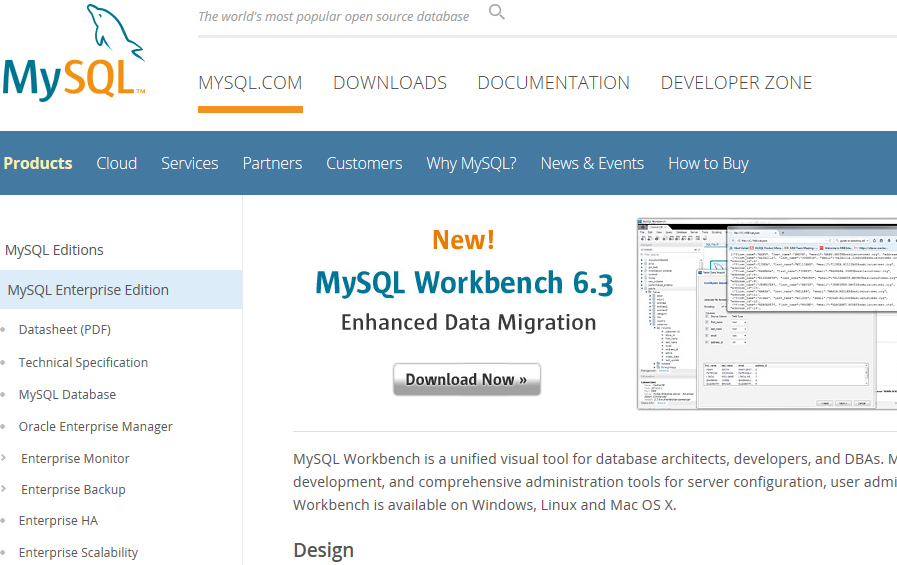 The world's most popular open source database
MySQL™
MYSQL.COM DOWNLOADS DOCUMENTATION DEVELOPER ZONE
Products Cloud Services Partners Customers Why MySQL? News & Events How to Buy
MySQL Editions
MySQL Enterprise Edition
Datasheet (PDF)
Technical Specification
MySQL Database
Oracle Enterprise Manager
Enterprise Monitor
Enterprise Backup
Enterprise HA
Enterprise Scalability
New!
MySQL Workbench 6.3
Enhanced Data Migration
Download Now »
MySQL Workbench is a unified visual tool for database architects, developers, and DBAs. M
development, and comprehensive administration tools for server configuration, user admi
Workbench is available on Windows, Linux and Mac OS X.
Design